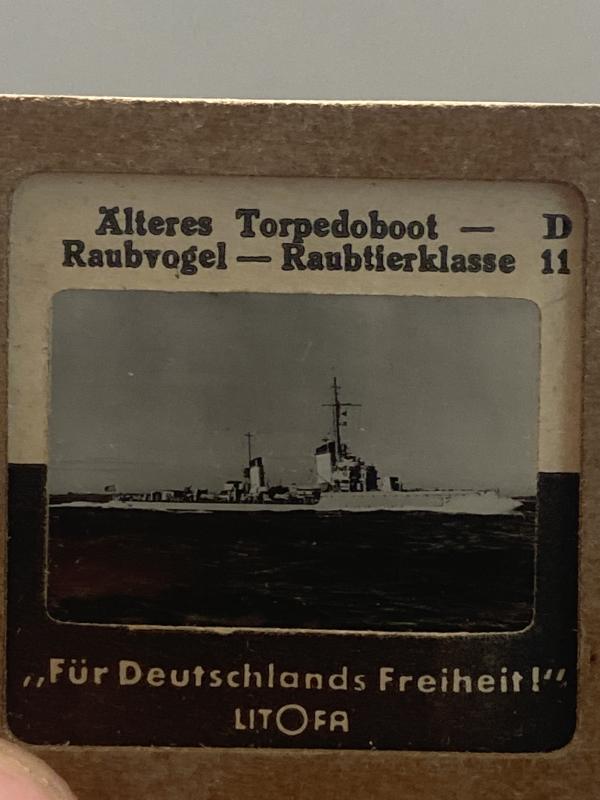 Älteres Torpedoboot — D
Raubvogel — Raubtierklasse 11
„Für Deutschlands Freiheit!“
LITOFA